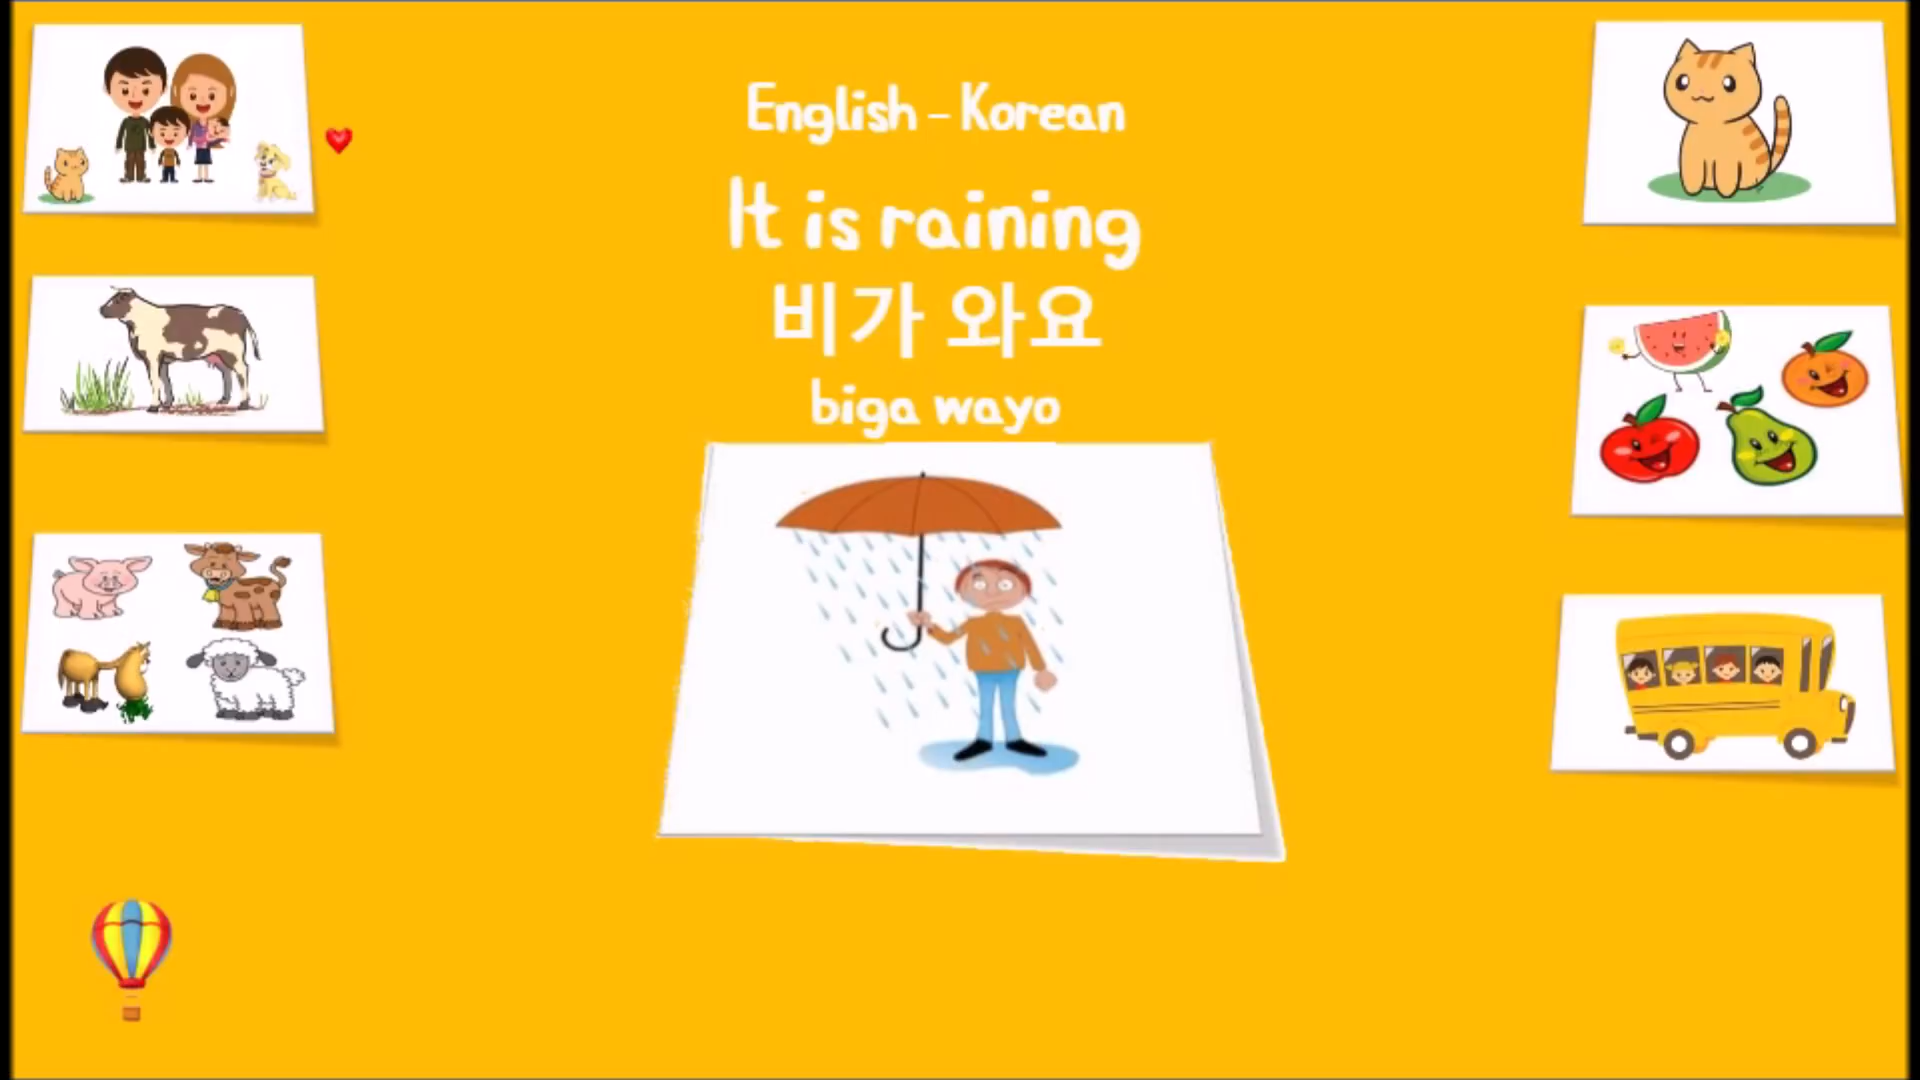 English - Korean
It is raining
비가 와요
biga wayo